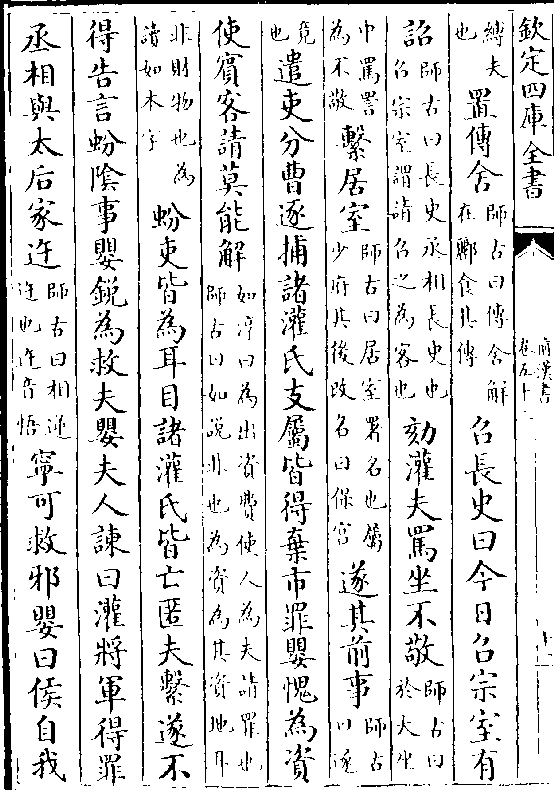 欽定四庫全書
前漢書
卷五十二
縛夫也置傳舍師古曰傳舍解在酈食其傳召長史曰今日召宗室有
詔師古曰長史丞相長史也召宗室謂請召之為客也劾灌夫罵坐不敬師古曰於大坐
中罵詈為不敬繫居室師古曰居室署名也屬少府其後改名曰保宮遂其前事師古曰遂
竟也遣吏分曹逐捕諸灌氏支屬皆得棄市罪嬰愧為資
使賓客請莫能解如淳曰為出資費使人為夫請罪也師古曰如說非也為資為其資地耳
非財物也為讀如本字蚡吏皆為耳目諸灌氏皆亡匿夫繫遂不
得告言蚡陰事嬰銳為救夫嬰夫人諫曰灌將軍得罪
丞相與太后家迕師古曰相逆迕也迕音悟寧可救邪嬰曰侯自我